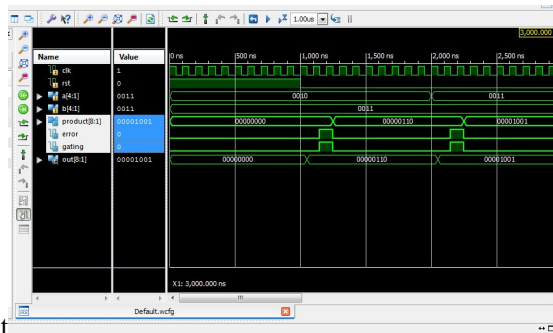 1.00us
3,000.000
Name Value
0 ns 500 ns 1,000 ns 1,500 ns 2,000 ns 2,500 ns
clk 1
rst 0
a[4:1] 0011 0010 0011
b[4:1] 0011 0011
product[8:1] 00001001 00000000 00000110 00001001
error 0
gating 0
out[8:1] 00001001 00000000 00000110 00001001
X1: 3,000.000 ns
Default.wcfg
t